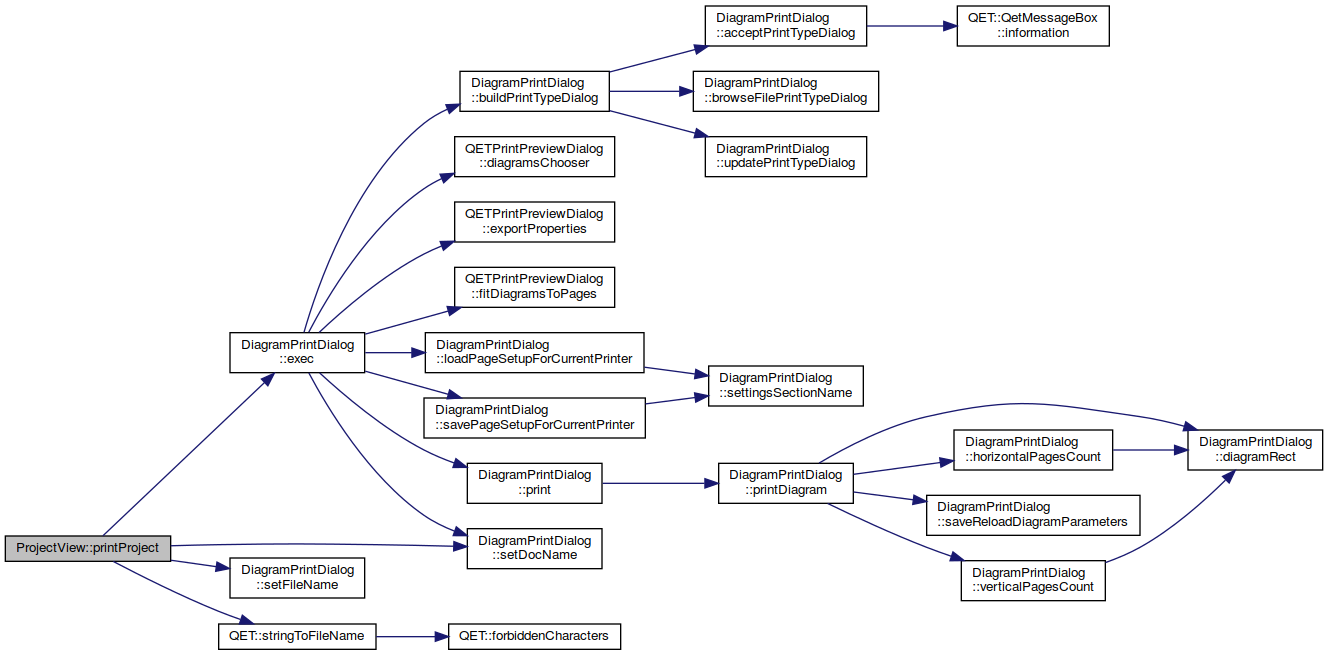 DiagramPrintDialog
::acceptPrintTypeDialog
QET::QetMessageBox
::information
DiagramPrintDialog
::buildPrintTypeDialog
DiagramPrintDialog
::browseFilePrintTypeDialog
QETPrintPreviewDialog
::diagramsChooser
DiagramPrintDialog
::updatePrintTypeDialog
QETPrintPreviewDialog
::exportProperties
QETPrintPreviewDialog
::fitDiagramsToPages
DiagramPrintDialog
::exec
DiagramPrintDialog
::loadPageSetupForCurrentPrinter
DiagramPrintDialog
::settingsSectionName
DiagramPrintDialog
::savePageSetupForCurrentPrinter
DiagramPrintDialog
::horizontalPagesCount
DiagramPrintDialog
::diagramRect
DiagramPrintDialog
::print
DiagramPrintDialog
::printDiagram
DiagramPrintDialog
::saveReloadDiagramParameters
ProjectView::printProject
DiagramPrintDialog
::setDocName
DiagramPrintDialog
::setFileName
DiagramPrintDialog
::verticalPagesCount
QET::stringToFileName
QET::forbiddenCharacters